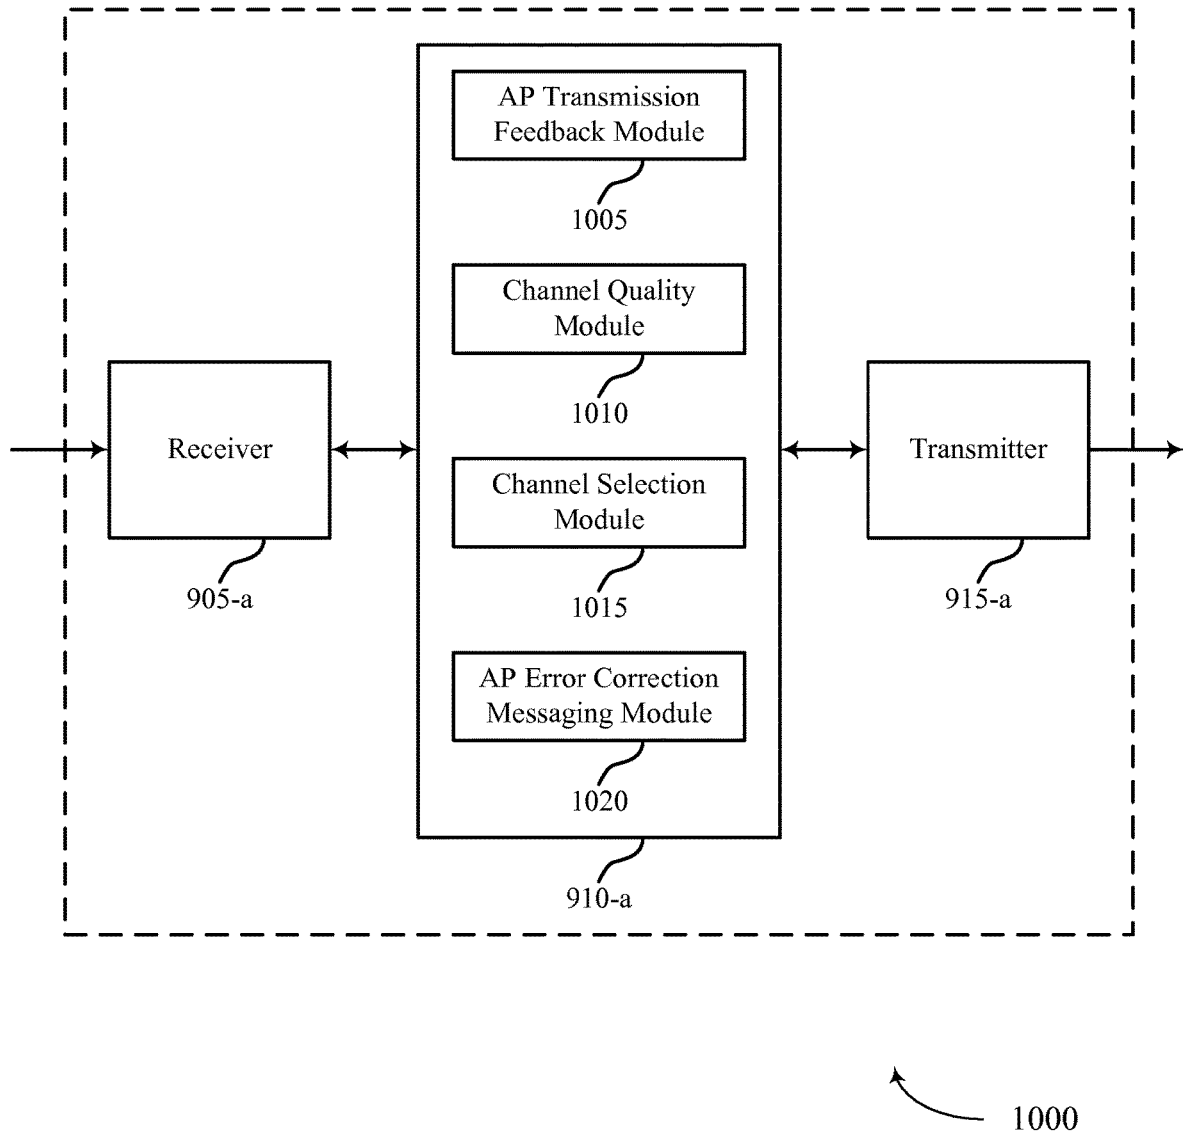 AP Transmission
Feedback Module
1005
Channel Quality
Module
1010
Receiver
905-a
Channel Selection
Module
1015
Transmitter
915-a
AP Error Correction
Messaging Module
1020
910-a
1000